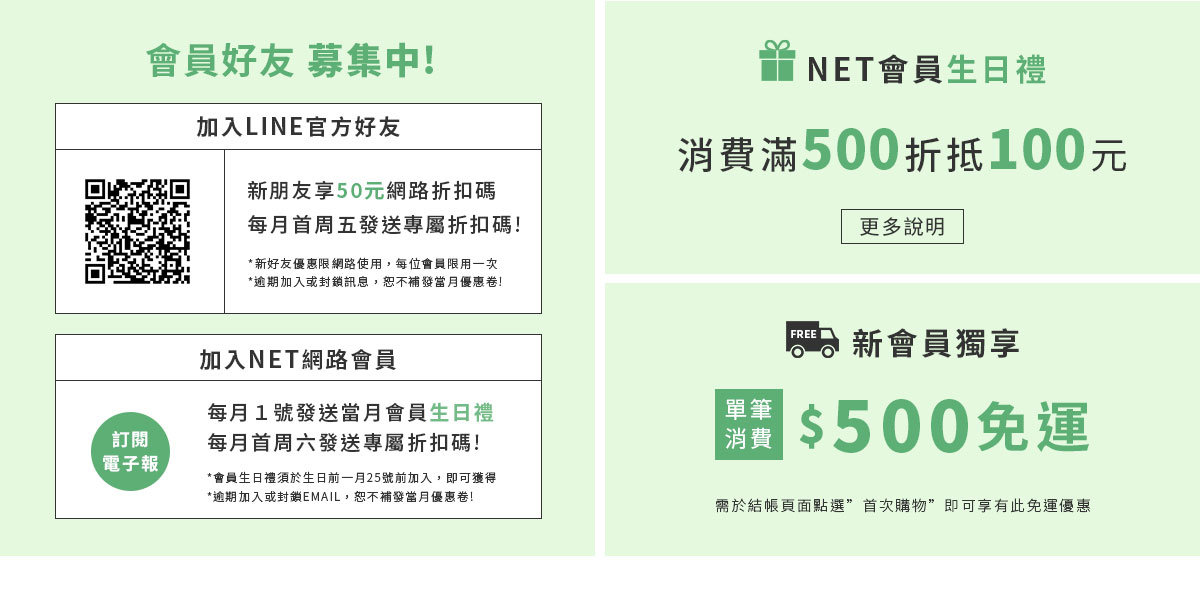 會員好友 募集中!
加入LINE官方好友
新朋友享50元網路折扣碼
每月首周五發送專屬折扣碼!
*新好友優惠限網路使用，每位會員限用一次
*逾期加入或封鎖訊息，恕不補發當月優惠卷!
加入NET網路會員
訂閱
電子報
每月１號發送當月會員生日禮
每月首周六發送專屬折扣碼!
*會員生日禮須於生日前一月25號前加入，即可獲得
*逾期加入或封鎖EMAIL，恕不補發當月優惠卷!
NET會員生日禮
消費滿500折抵100元
更多說明
FREE
新會員獨享
單筆
消費
$500免運
需於結帳頁面點選”首次購物”即可享有此免運優惠